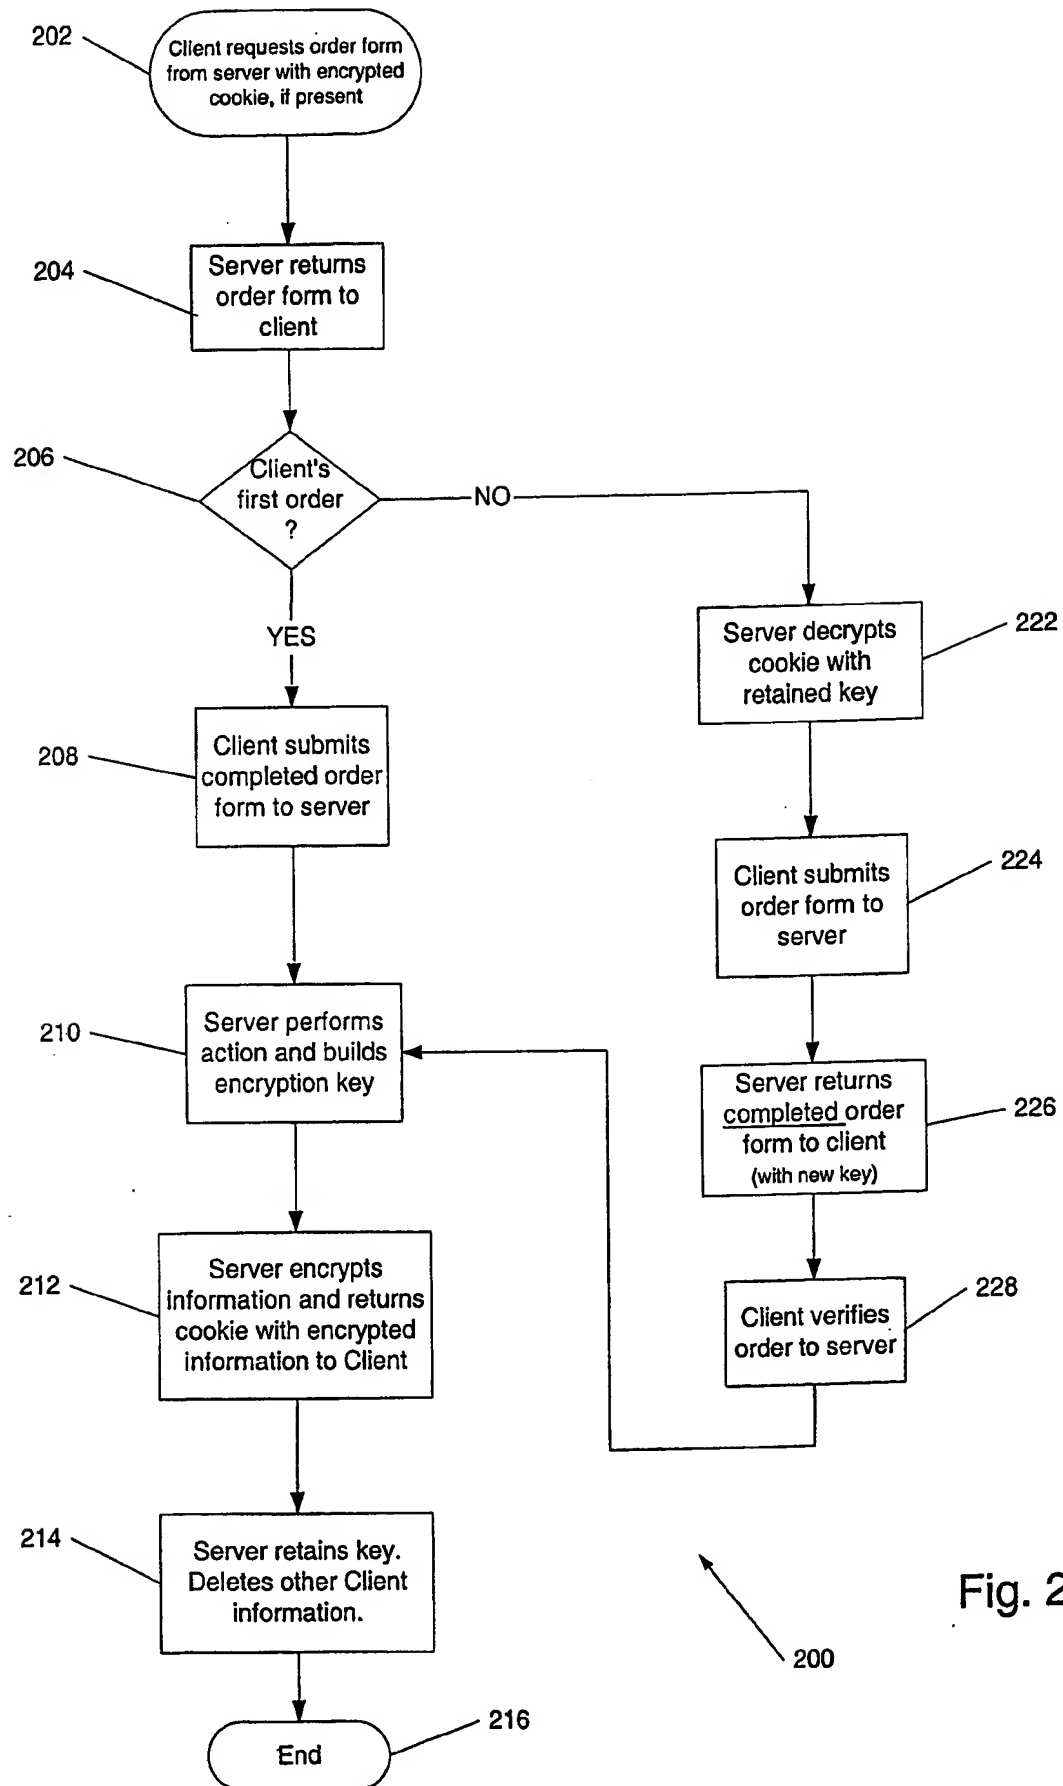 202
Client requests order form
from server with encrypted
cookie, if present
204
Server returns
order form to
client
206
Client's
first order
?
NO
YES
222
Server decrypts
cookie with
retained key
208
Client submits
completed order
form to server
224
Client submits
order form to
server
210
Server performs
action and builds
encryption key
226
Server returns
completed order
form to client
(with new key)
212
Server encrypts
information and returns
cookie with encrypted
information to Client
228
Client verifies
order to server
214
Server retains key.
Deletes other Client
information.
Fig. 2
200
216
End